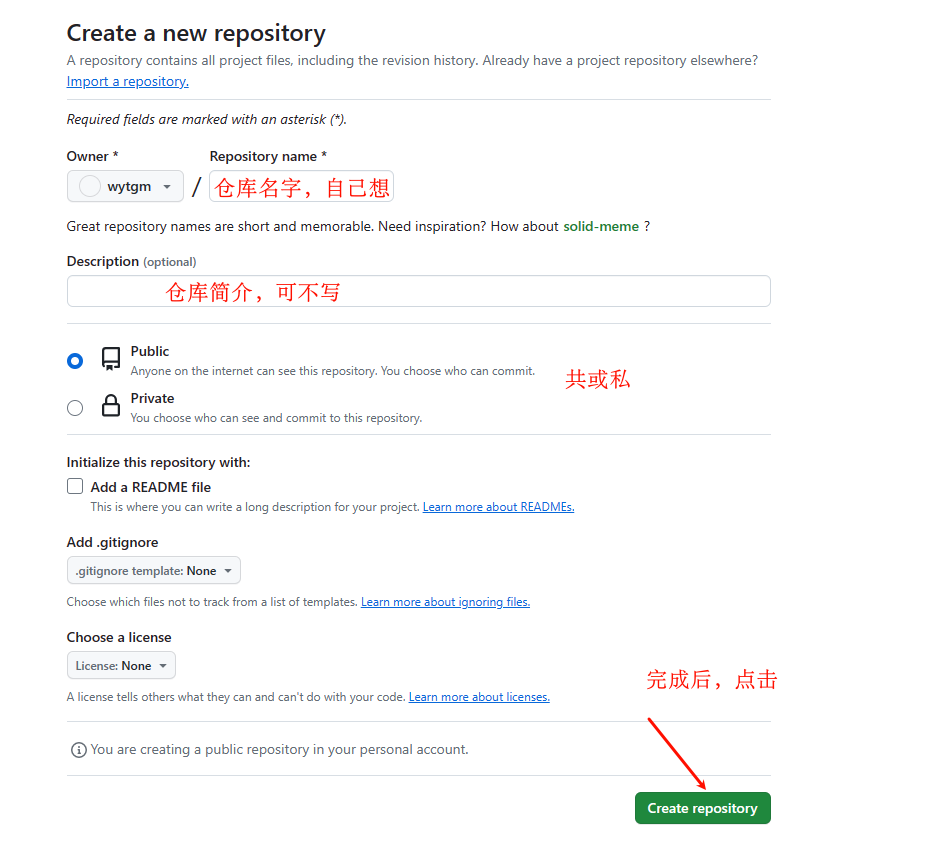 Create a new repository
A repository contains all project files, including the revision history. Already have a project repository elsewhere?
Import a repository.
Required fields are marked with an asterisk (*).
Owner * Repository name *
wytgm / 仓库名字，自己想
Great repository names are short and memorable. Need inspiration? How about solid-meme ?
Description (optional)
仓库简介，可不写
Public
Anyone on the internet can see this repository. You choose who can commit.
共或私
Private
You choose who can see and commit to this repository.
Initialize this repository with:
Add a README file
This is where you can write a long description for your project. Learn more about READMEs.
Add .gitignore
.gitignore template: None
Choose which files not to track from a list of templates. Learn more about ignoring files.
Choose a license
License: None
完成后，点击
A license tells others what they can and can't do with your code. Learn more about licenses.
You are creating a public repository in your personal account.
Create repository